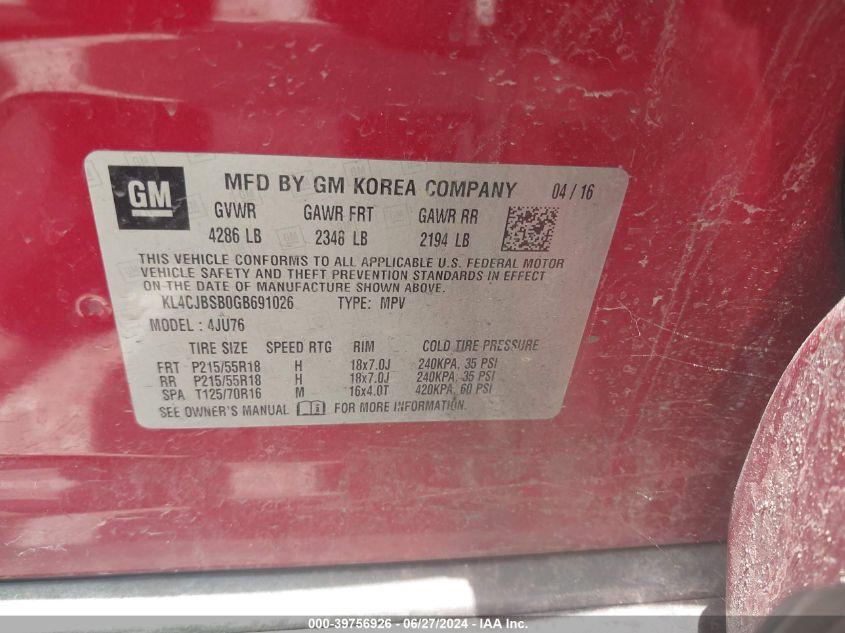 GM MFD BY GM KOREA COMPANY 04 / 16
GVWR GAWR FRT GAWR RR
4286 LB GM 2348 LB 2194 LB
THIS VEHICLE CONFORMS TO ALL APPLICABLE U.S. FEDERAL MOTOR
VEHICLE SAFETY AND THEFT PREVENTION STANDARDS IN EFFECT
ON THE DATE OF MANUFACTURE SHOWN ABOVE.
KL4CJBSB0GB691026 TYPE: MPV
MODEL : 4JU76
TIRE SIZE SPEED RTG RIM COLD TIRE PRESSURE
FRT P215/55R18 H 18x7.0J 240KPA, 35 PSI
RR P215/55R18 H 18x7.0J 240KPA, 35 PSI
SPA T125/70R16 M 16x4.0T 420KPA, 60 PSI
SEE OWNER'S MANUAL FOR MORE INFORMATION.
000-39756926 - 06/27/2024 - IAA Inc.